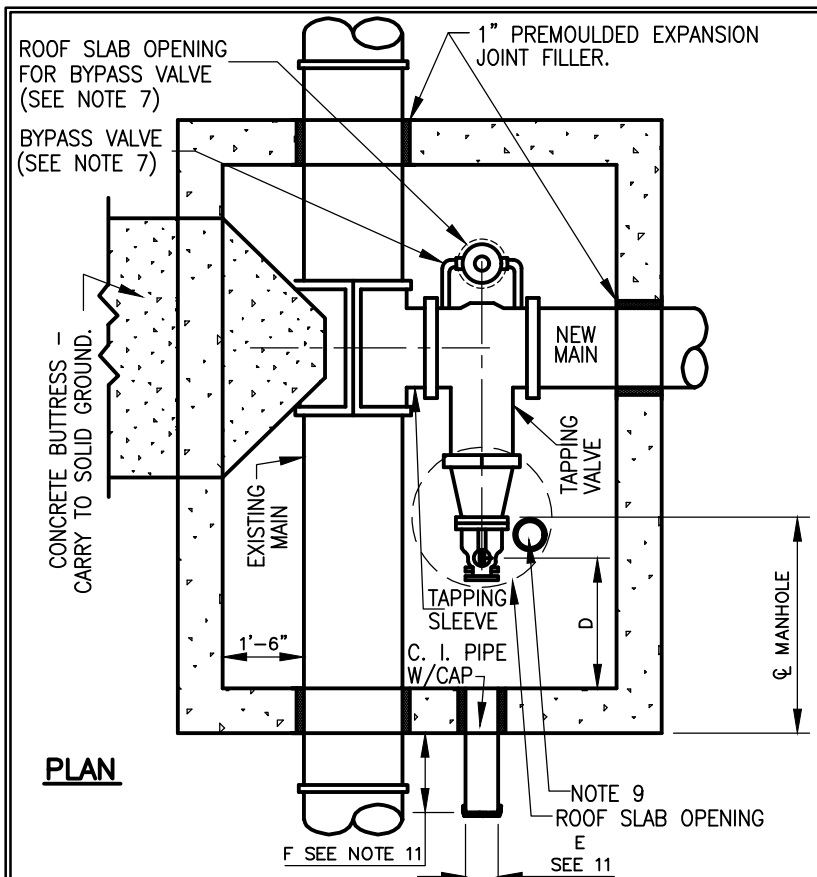 ROOF SLAB OPENING
FOR BYPASS VALVE
(SEE NOTE 7)
1" PREMOULDED EXPANSION
JOINT FILLER.
BYPASS VALVE
(SEE NOTE 7)
CONCRETE BUTTRESS –
CARRY TO SOLID GROUND.
NEW
MAIN
TAPPING
VALVE
EXISTING
MAIN
TAPPING
SLEEVE
1'-6"
C. I. PIPE
W/CAP
D
℄ MANHOLE
PLAN
NOTE 9
ROOF SLAB OPENING
F SEE NOTE 11
E
SEE 11